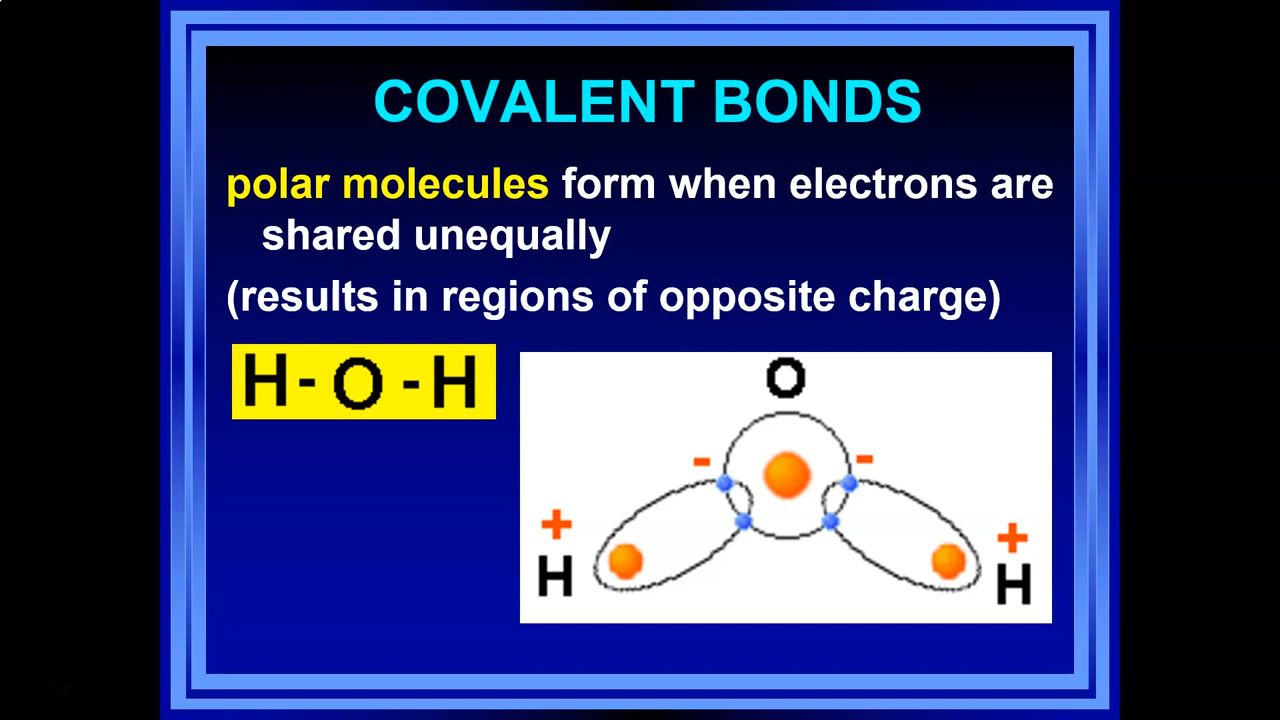 COVALENT BONDS
polar molecules form when electrons are
shared unequally
(results in regions of opposite charge)
H - O - H
O
- -
+ +
H H